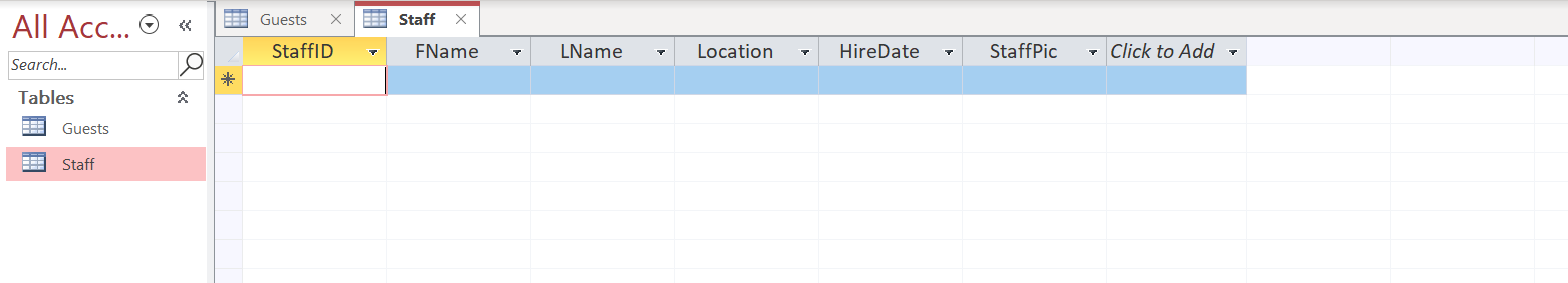 All Acc...
Search...
Tables
Guests
Staff
Guests
Staff
StaffID FName LName Location HireDate StaffPic Click to Add